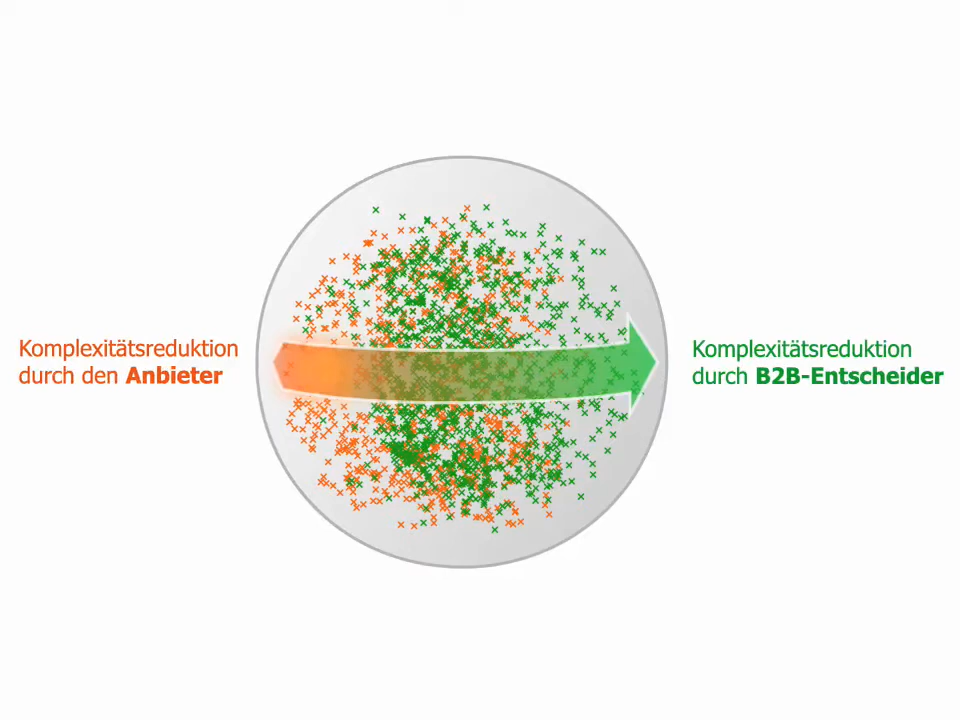 Komplexitätsreduktion
durch den Anbieter
Komplexitätsreduktion
durch B2B-Entscheider